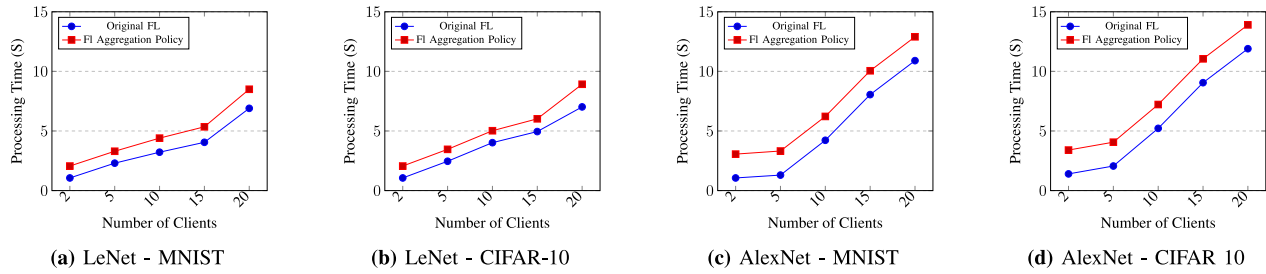 15
10
5
0
Processing Time (S)
Original FL
Fl Aggregation Policy
2
5
10
15
20
Number of Clients
(a) LeNet - MNIST
15
10
5
0
Processing Time (S)
Original FL
Fl Aggregation Policy
2
5
10
15
20
Number of Clients
(b) LeNet - CIFAR-10
15
10
5
0
Processing Time (S)
Original FL
Fl Aggregation Policy
2
5
10
15
20
Number of Clients
(c) AlexNet - MNIST
15
10
5
0
Processing Time (S)
Original FL
Fl Aggregation Policy
2
5
10
15
20
Number of Clients
(d) AlexNet - CIFAR 10